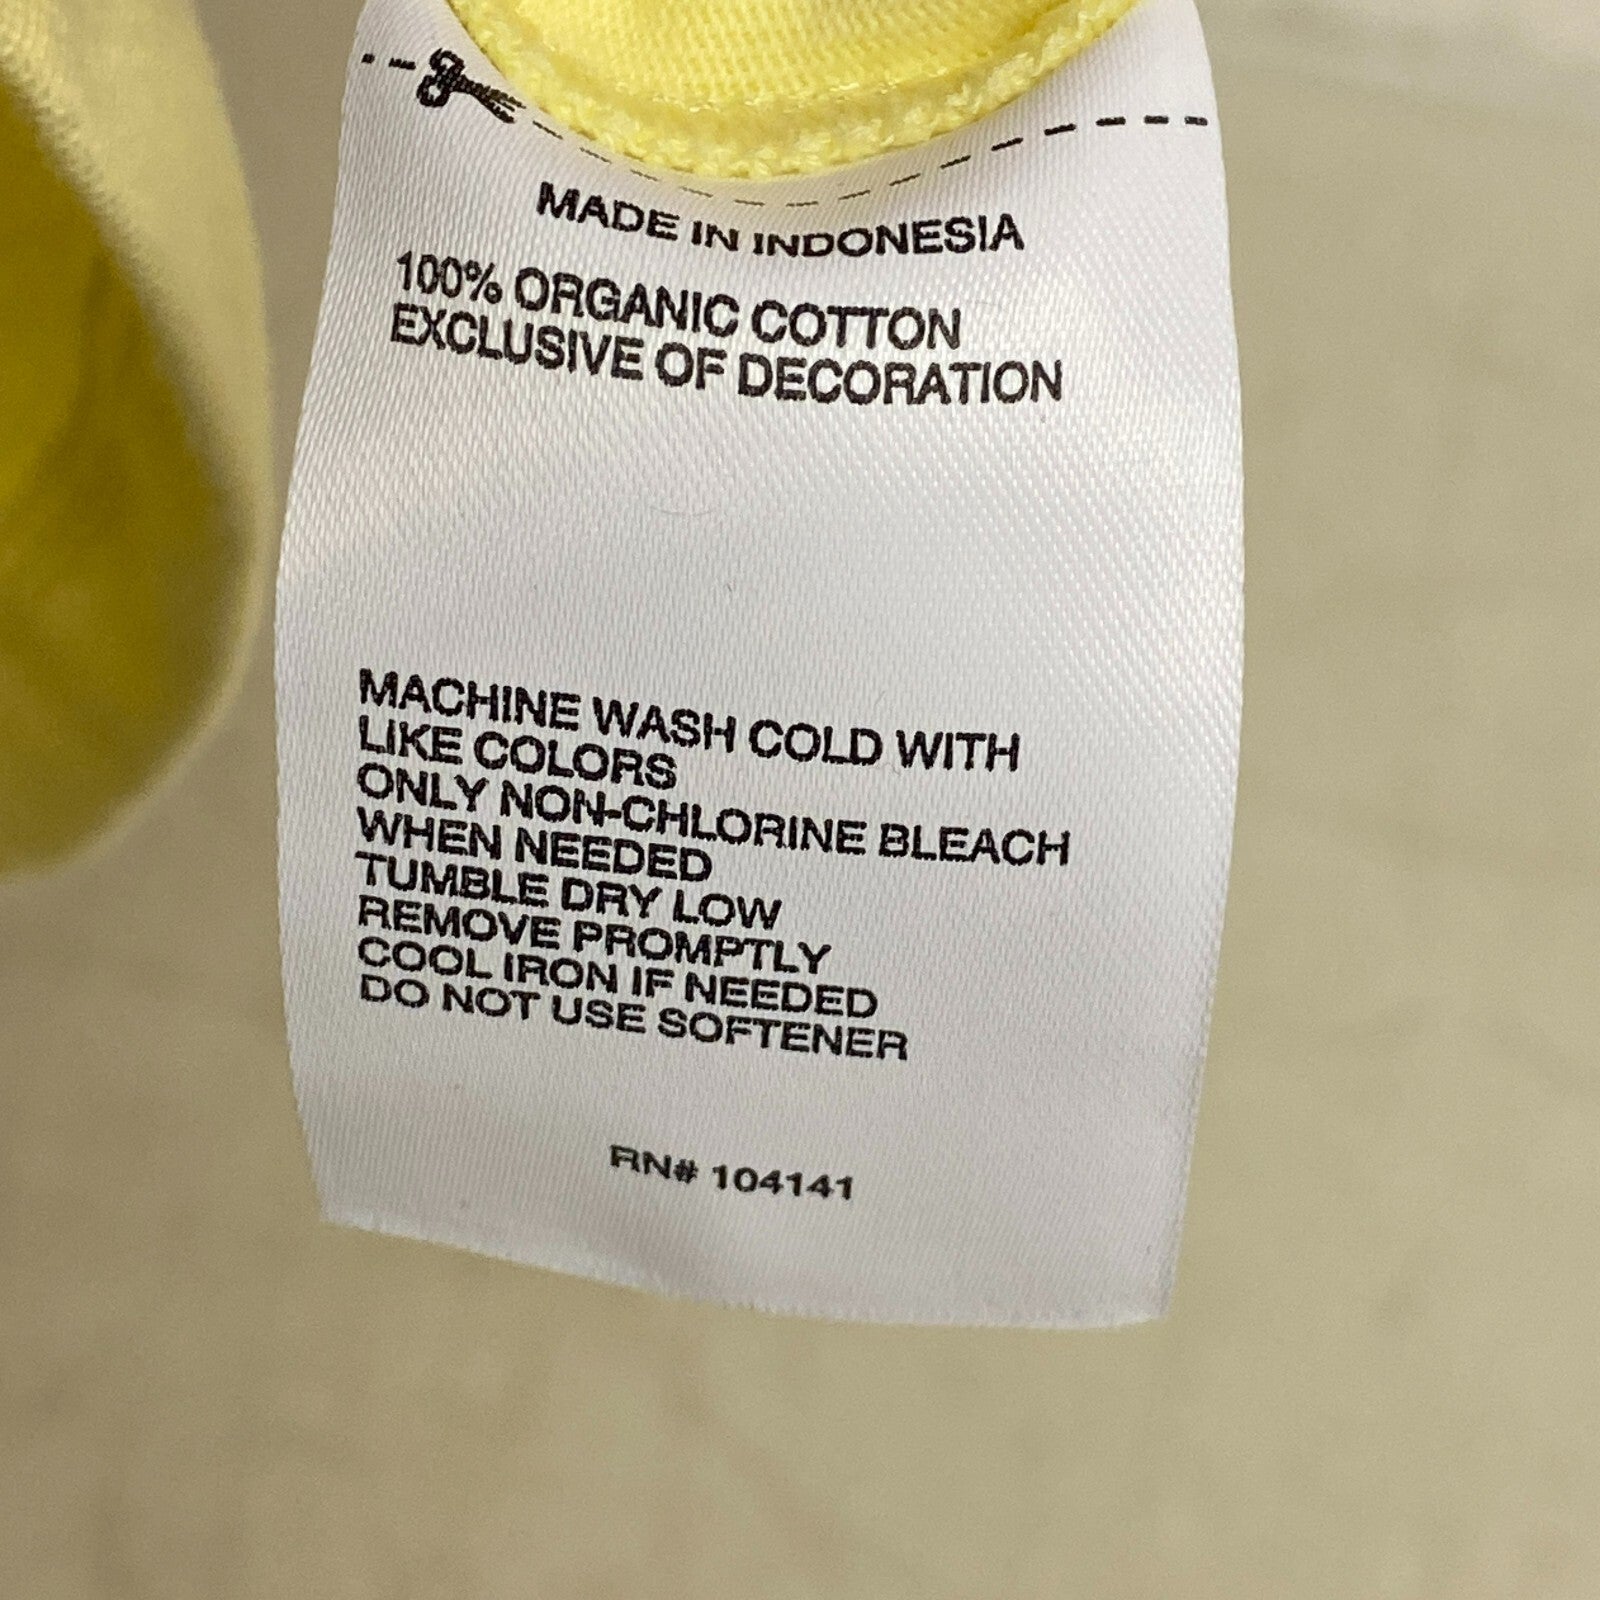 MADE IN INDONESIA
100% ORGANIC COTTON
EXCLUSIVE OF DECORATION
MACHINE WASH COLD WITH
LIKE COLORS
ONLY NON-CHLORINE BLEACH
WHEN NEEDED
TUMBLE DRY LOW
REMOVE PROMPTLY
COOL IRON IF NEEDED
DO NOT USE SOFTENER
RN# 104141